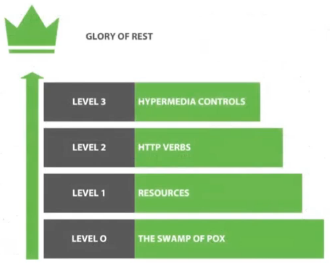 GLORY OF REST
LEVEL 3 HYPERMEDIA CONTROLS
LEVEL 2 HTTP VERBS
LEVEL 1 RESOURCES
LEVEL O THE SWAMP OF POX